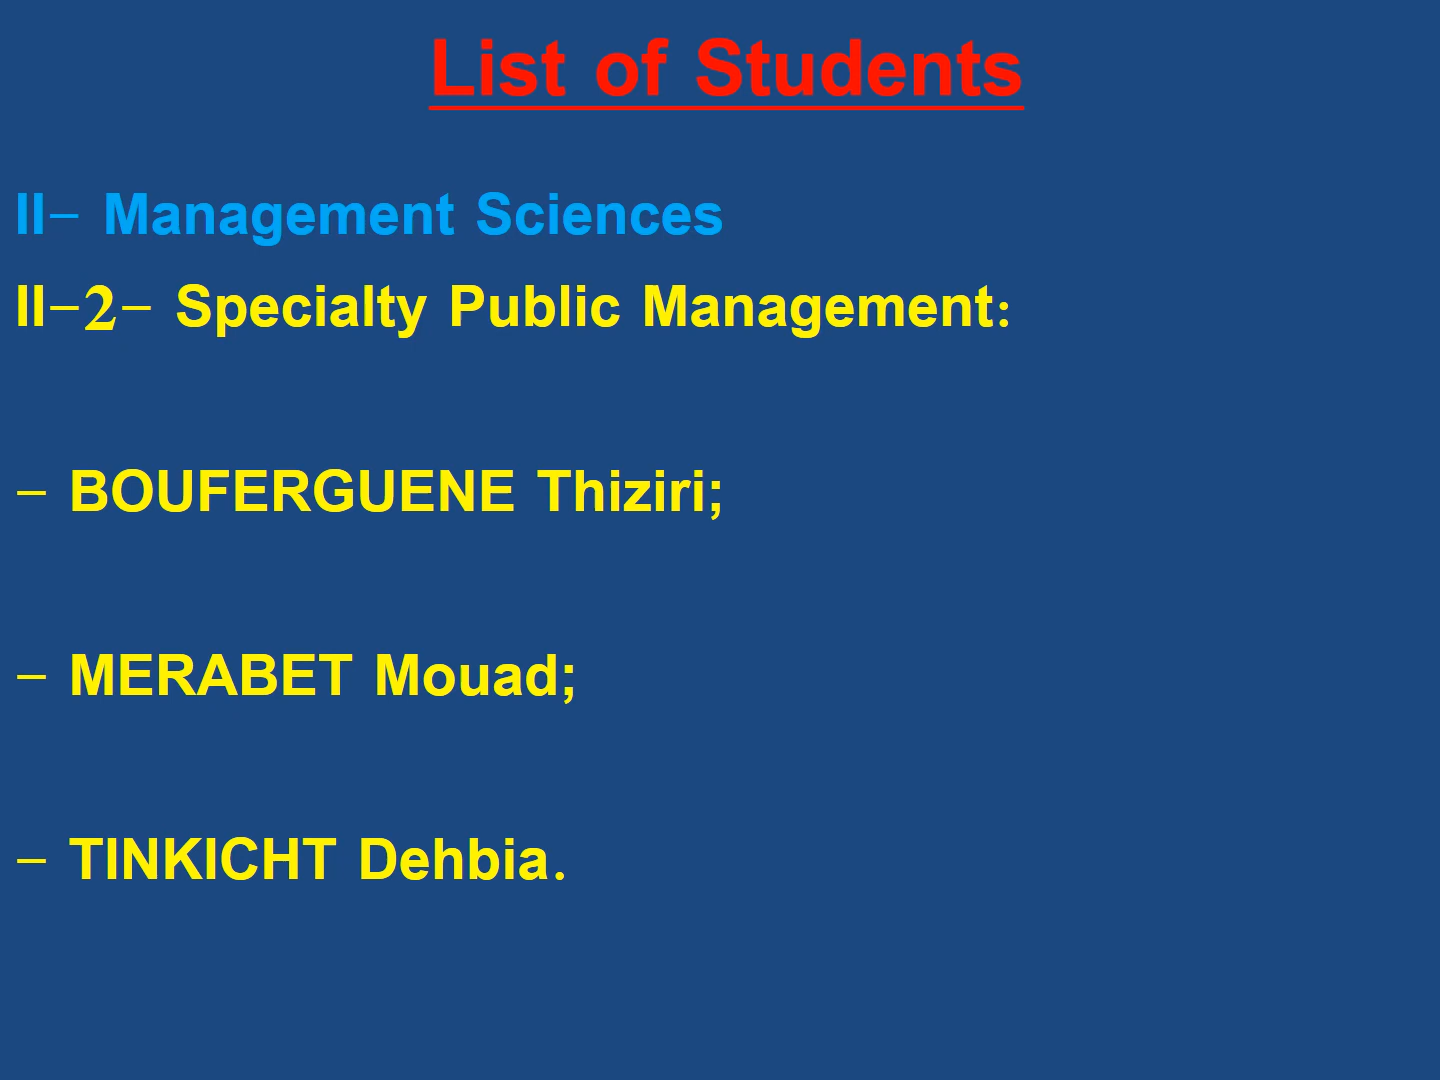 List of Students
II- Management Sciences
II-2- Specialty Public Management:
- BOUFERGUENE Thiziri;
- MERABET Mouad;
- TINKICHT Dehbia.